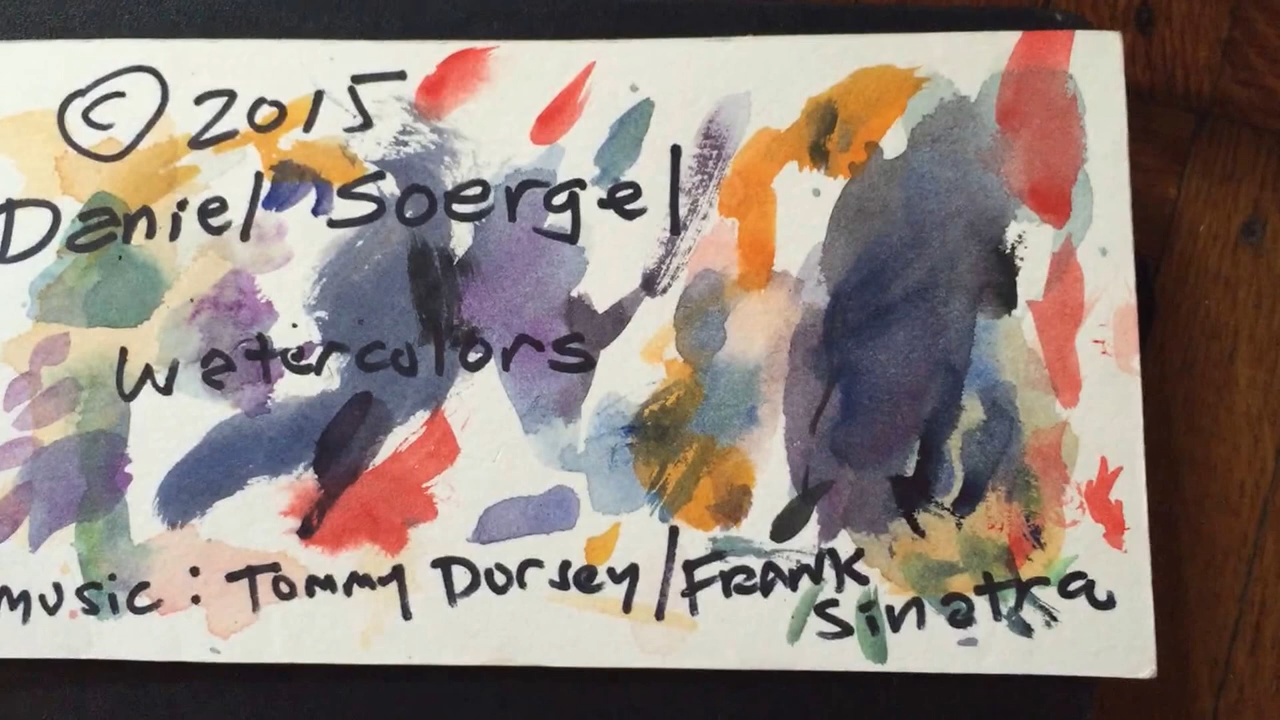 © 2015
Daniel Soergel
Watercolors
music: Tommy Dorsey/Frank
Sinatra